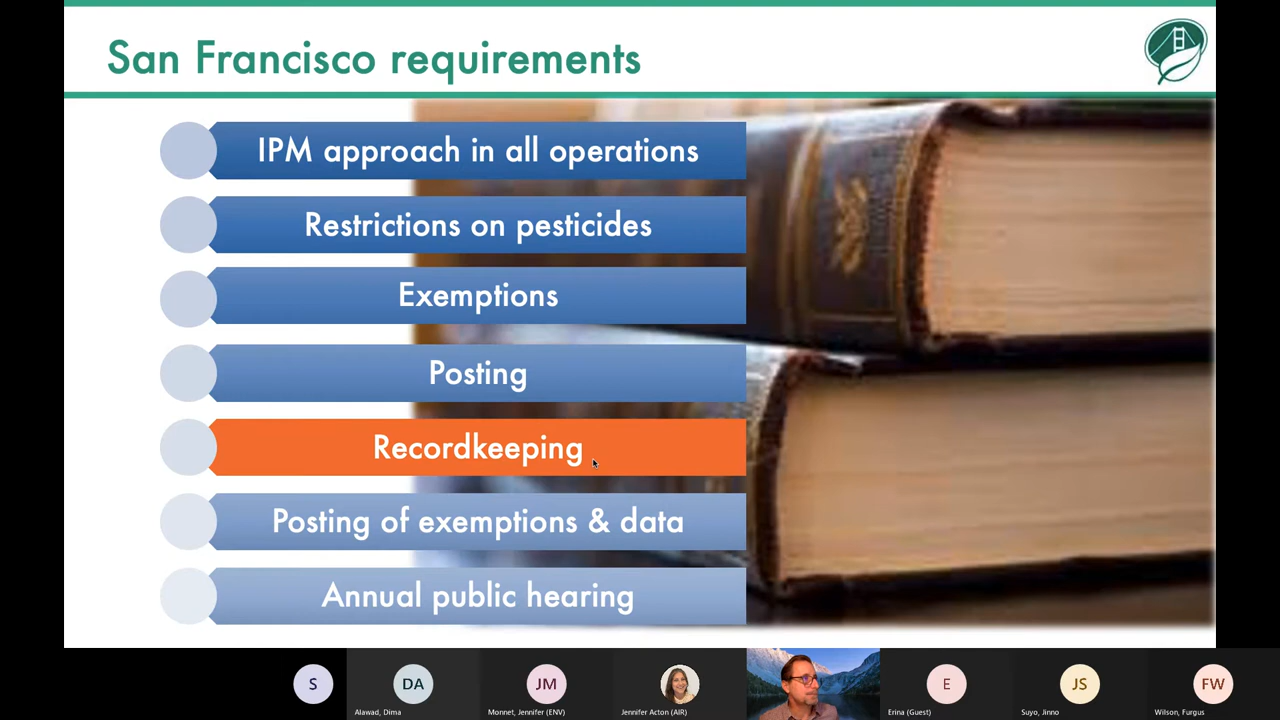 San Francisco requirements
IPM approach in all operations
Restrictions on pesticides
Exemptions
Posting
Recordkeeping
Posting of exemptions & data
Annual public hearing
S
DA
JM
E
JS
FW
Alawad, Dima
Monnet, Jennifer (ENV)
Jennifer Acton (AIR)
Erina (Guest)
Suyo, Jinno
Wilson, Furgus